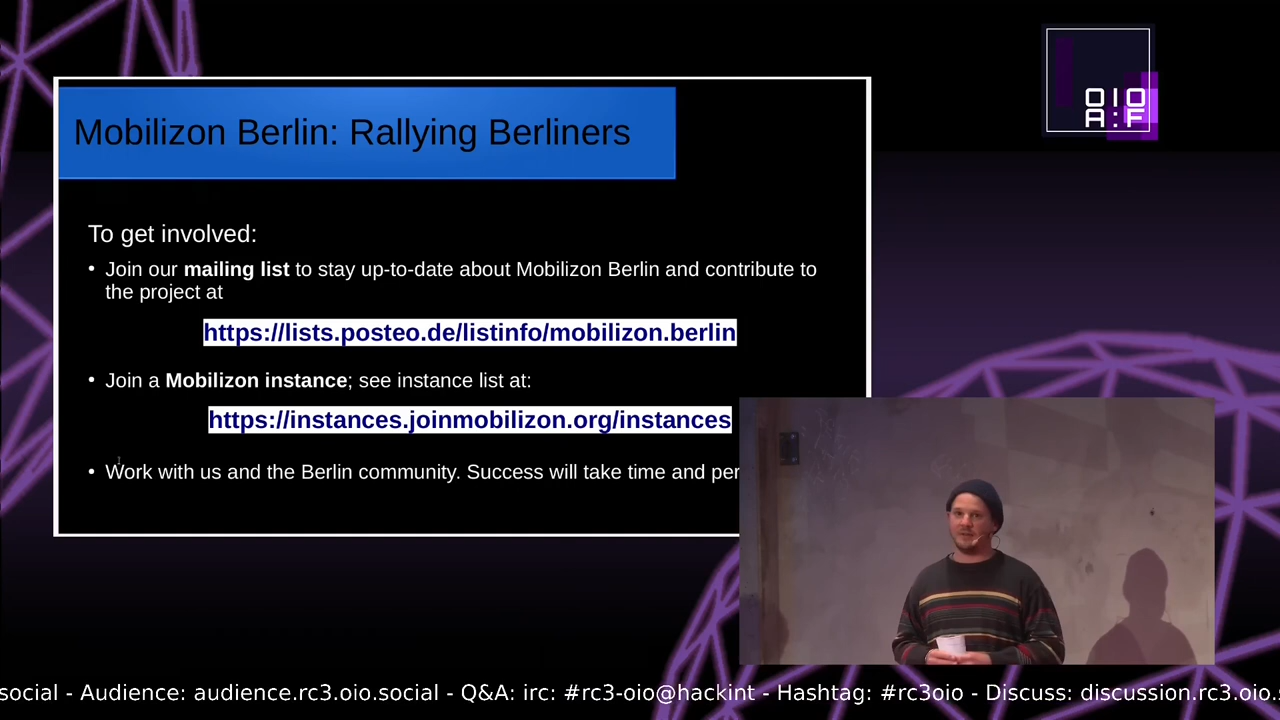 OIO
A:F
Mobilizon Berlin: Rallying Berliners
To get involved:
• Join our mailing list to stay up-to-date about Mobilizon Berlin and contribute to
the project at
https://lists.posteo.de/listinfo/mobilizon.berlin
• Join a Mobilizon instance; see instance list at:
https://instances.joinmobilizon.org/instances
• Work with us and the Berlin community. Success will take time and per
social - Audience: audience.rc3.oio.social - Q&A: irc: #rc3-oio@hackint - Hashtag: #rc3oio - Discuss: discussion.rc3.oio.s